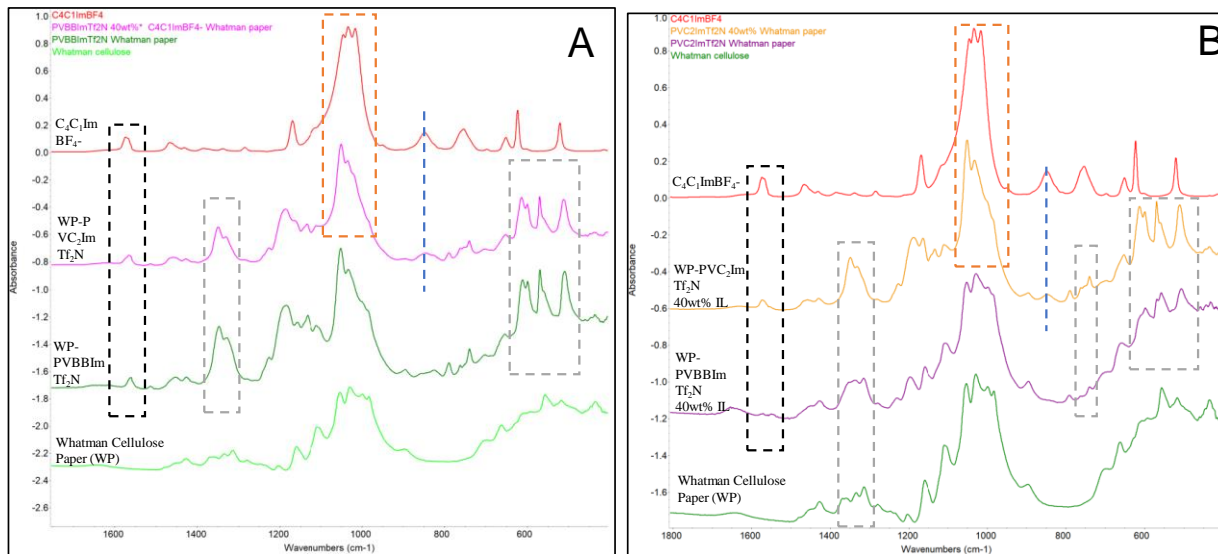 A
C4C1ImBF4
PVBBImTf2N 40wt%* C4C1ImBF4- Whatman paper
PVBBImTf2N Whatman paper
Whatman cellulose
1.0
0.8
0.6
0.4
0.2
0.0
-0.2
-0.4
-0.6
-0.8
-1.0
-1.2
-1.4
-1.6
-1.8
-2.0
-2.2
-2.4
-2.6
Absorbance
C₄C₁Im
BF₄-
WP-P
VC₂Im
Tf₂N
WP-
PVBBIm
Tf₂N
Whatman Cellulose
Paper (WP)
1600
1400
1200
1000
800
600
Wavenumbers (cm-1)
B
C4C1ImBF4
PVC2ImTf2N 40wt% Whatman paper
PVC2ImTf2N Whatman paper
Whatman cellulose
0.8
0.6
0.4
0.2
0.0
-0.2
-0.4
-0.6
-0.8
-1.0
-1.2
-1.4
-1.6
Absorbance
C₄C₁ImBF₄-
WP-PVC₂Im
Tf₂N
40wt% IL
WP-
PVBBIm
Tf₂N
40wt% IL
Whatman Cellulose
Paper (WP)
1800
1600
1400
1200
1000
800
600
Wavenumbers (cm-1)